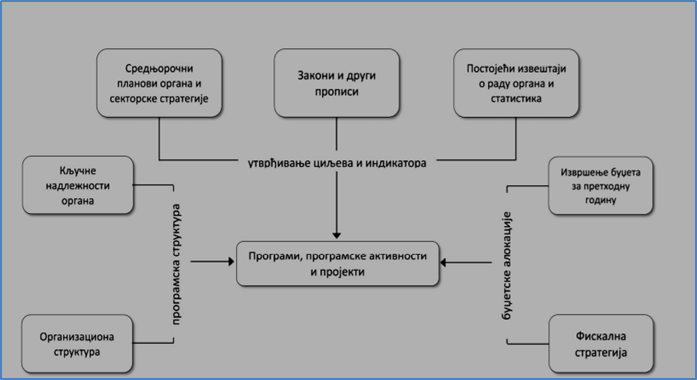 Средњорочни
планови органа и
секторске стратегије
Закони и други
прописи
Постојећи извештаји
о раду органа и
статистика
утврђивање циљева и индикатора
Кључне
надлежности
органа
програмска структура
Организациона
структура
Програми, програмске активности
и пројекти
буџетске алокације
Извршење буџета
за претходну
годину
Фискална
стратегија